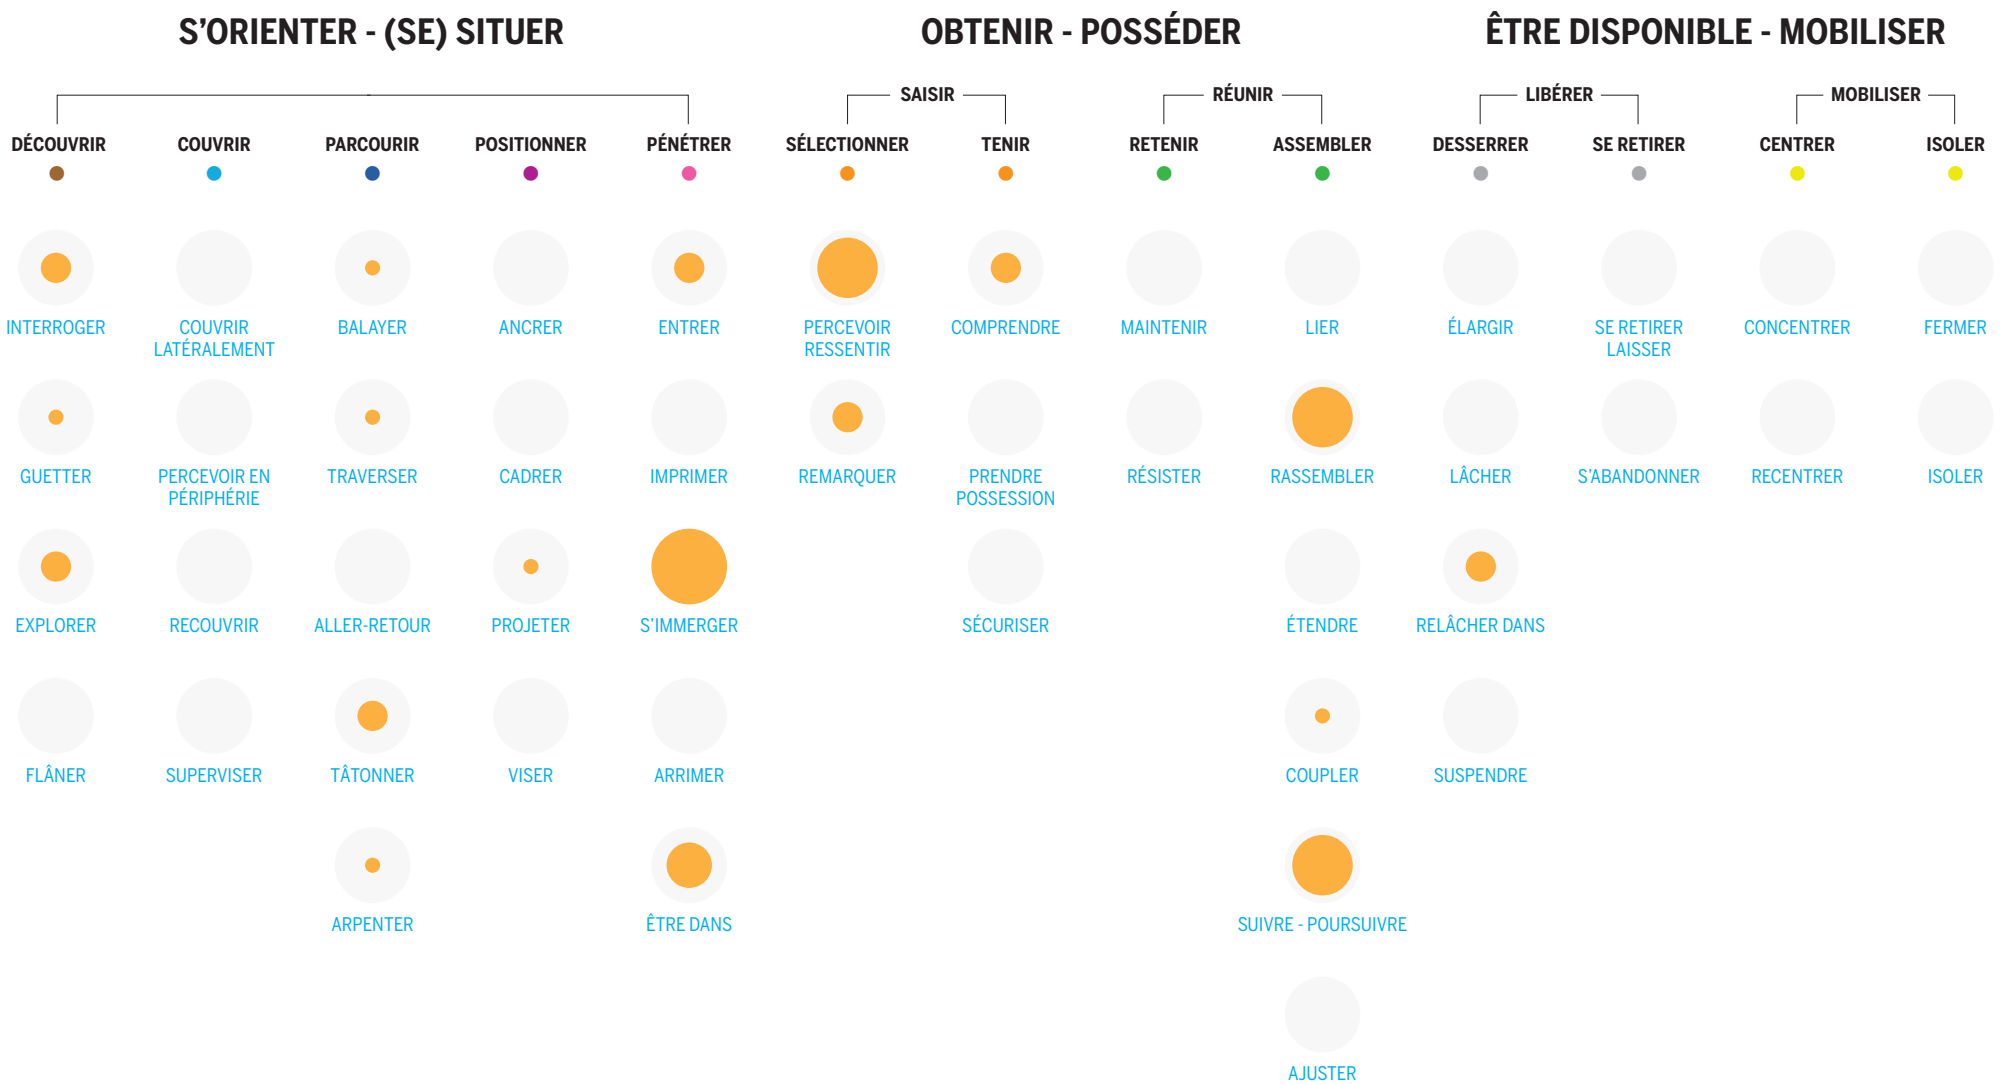 S’ORIENTER - (SE) SITUER
OBTENIR - POSSÉDER
ÊTRE DISPONIBLE - MOBILISER
SAISIR
RÉUNIR
LIBÉRER
MOBILISER
DÉCOUVRIR
COUVRIR
PARCOURIR
POSITIONNER
PÉNÉTRER
SÉLECTIONNER
TENIR
RETENIR
ASSEMBLER
DESSERRER
SE RETIRER
CENTRER
ISOLER
INTERROGER
COUVRIR
LATÉRALEMENT
BALAYER
ANCRER
ENTRER
PERCEVOIR
RESSENTIR
COMPRENDRE
MAINTENIR
LIER
ÉLARGIR
SE RETIRER
LAISSER
CONCENTRER
FERMER
GUETTER
PERCEVOIR EN
PÉRIPHÉRIE
TRAVERSER
CADRER
IMPRIMER
REMARQUER
PRENDRE
POSSESSION
RÉSISTER
RASSEMBLER
LÂCHER
S’ABANDONNER
RECENTRER
ISOLER
EXPLORER
RECOUVRIR
ALLER-RETOUR
PROJETER
S’IMMERGER
SÉCURISER
ÉTENDRE
RELÂCHER DANS
FLÂNER
SUPERVISER
TÂTONNER
VISER
ARRIMER
COUPLER
SUSPENDRE
ARPENTER
ÊTRE DANS
SUIVRE - POURSUIVRE
AJUSTER